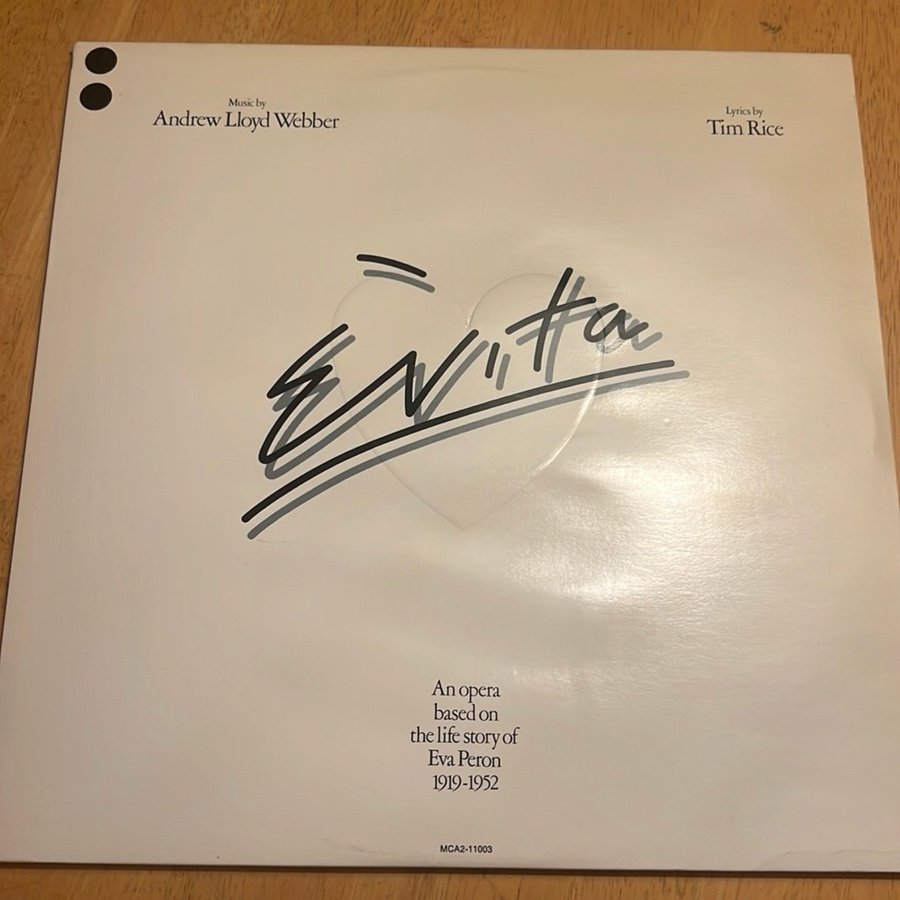 Music by
Andrew Lloyd Webber
Lyrics by
Tim Rice
Evita
An opera
based on
the life story of
Eva Peron
1919-1952
MCA2-11003